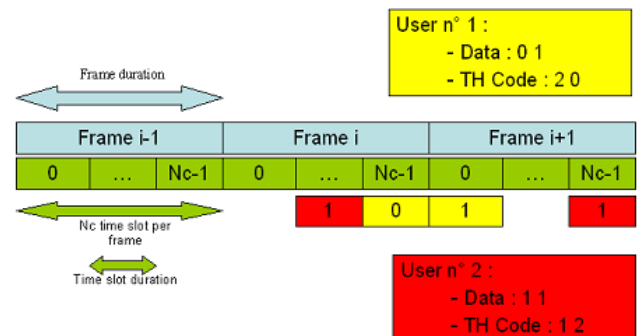 User n° 1 :
- Data : 0 1
- TH Code : 2 0
Frame duration
Frame i-1 Frame i Frame i+1
0 ... Nc-1 0 ... Nc-1 0 ... Nc-1
1 0 1 1
Nc time slot per
frame
Time slot duration
User n° 2 :
- Data : 1 1
- TH Code : 1 2